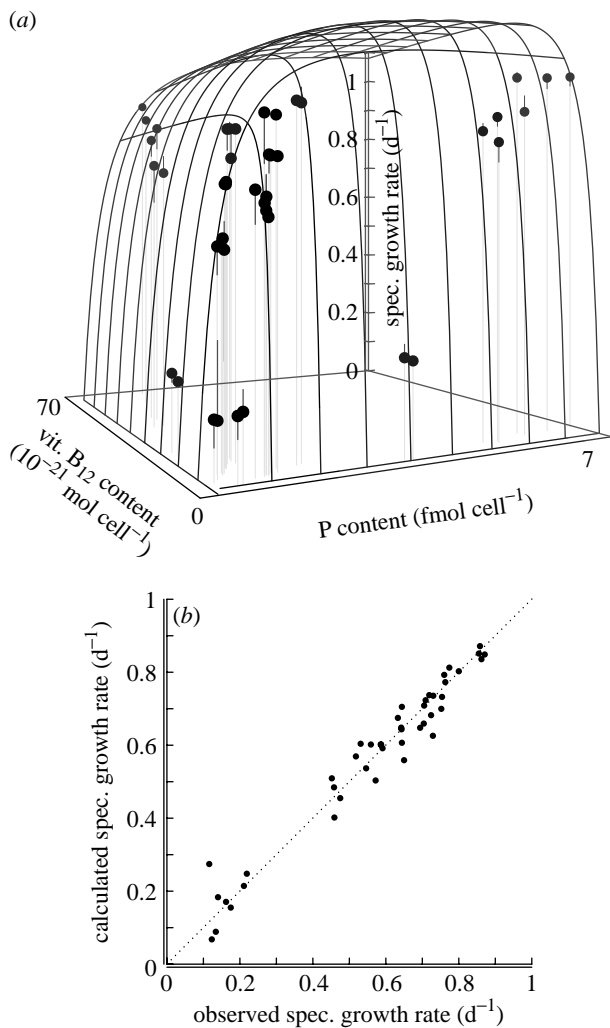 (a)
1
0.8
0.6
0.4
0.2
0
spec. growth rate (d⁻¹)
70
vit. B₁₂ content
(10⁻²¹ mol cell⁻¹)
0
P content (fmol cell⁻¹)
7
(b)
1
0.8
0.6
0.4
0.2
0
calculated spec. growth rate (d⁻¹)
0
0.2
0.4
0.6
0.8
1
observed spec. growth rate (d⁻¹)